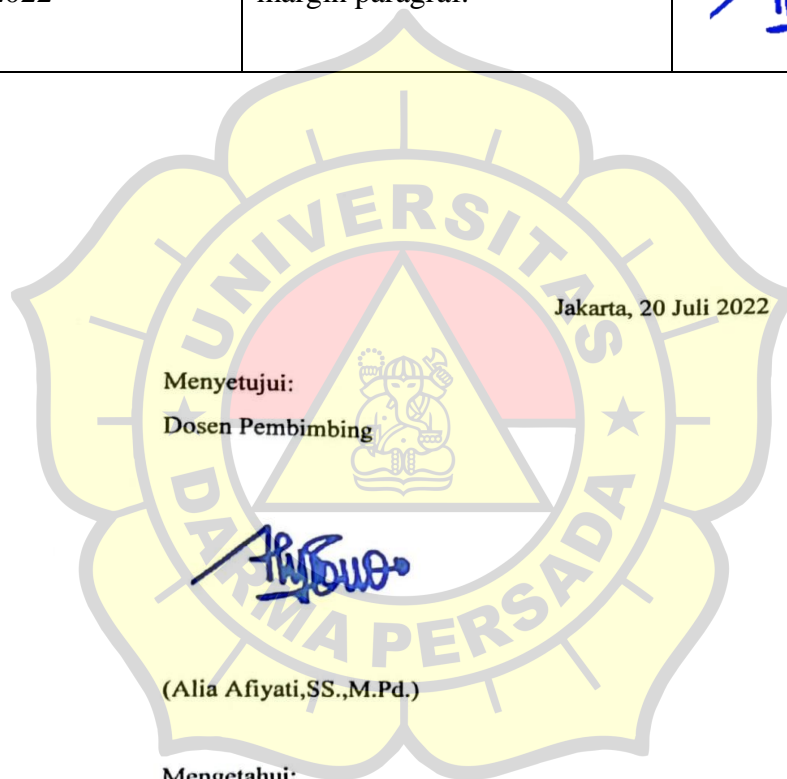 margin paragraf.
UNIVERSITAS
DARMA PERSADA
Jakarta, 20 Juli 2022
Menyetujui:
Dosen Pembimbing
(Alia Afiyati,SS.,M.Pd.)
Mengetahui: